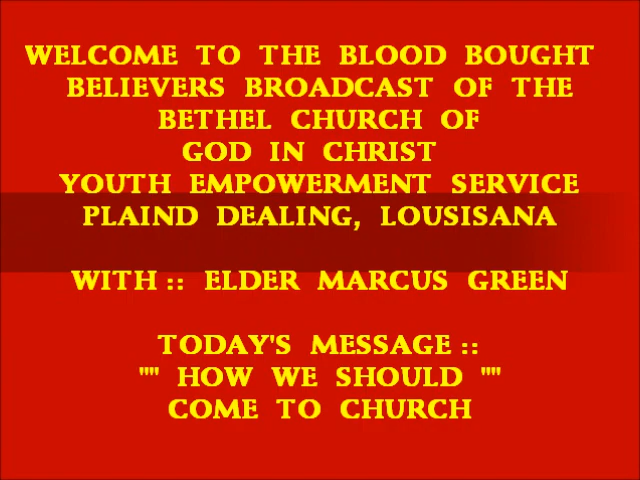 WELCOME TO THE BLOOD BOUGHT
BELIEVERS BROADCAST OF THE
BETHEL CHURCH OF
GOD IN CHRIST
YOUTH EMPOWERMENT SERVICE
PLAIND DEALING, LOUSISANA
WITH :: ELDER MARCUS GREEN
TODAY'S MESSAGE ::
"" HOW WE SHOULD ""
COME TO CHURCH